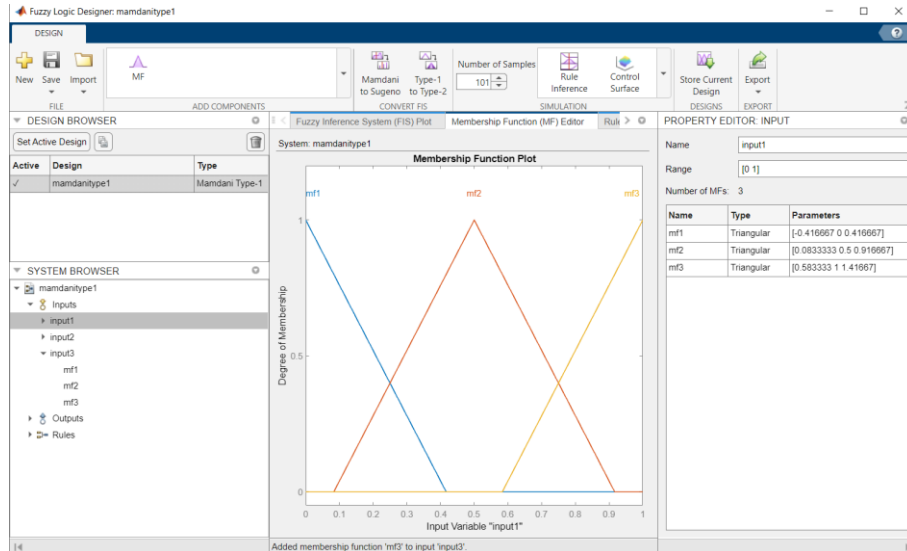 Fuzzy Logic Designer: mamdanitype1
DESIGN
New Save Import
MF
Mamdani to Sugeno
Type-1 to Type-2
Number of Samples
101
Rule Inference
Control Surface
Store Current Design
Export
FILE ADD COMPONENTS CONVERT FIS SIMULATION DESIGNS EXPORT
DESIGN BROWSER
Set Active Design
Active Design Type
✓ mamdanitype1 Mamdani Type-1
SYSTEM BROWSER
mamdanitype1
Inputs
input1
input2
input3
mf1
mf2
mf3
Outputs
Rules
Fuzzy Inference System (FIS) Plot Membership Function (MF) Editor Rul
System: mamdanitype1
Membership Function Plot
mf1 mf2 mf3
1
0.5
0
Degree of Membership
0 0.1 0.2 0.3 0.4 0.5 0.6 0.7 0.8 0.9 1
Input Variable "input1"
Added membership function 'mf3' to input 'input3'.
PROPERTY EDITOR: INPUT
Name input1
Range [0 1]
Number of MFs: 3
Name Type Parameters
mf1 Triangular [-0.416667 0 0.416667]
mf2 Triangular [0.0833333 0.5 0.916667]
mf3 Triangular [0.583333 1 1.41667]